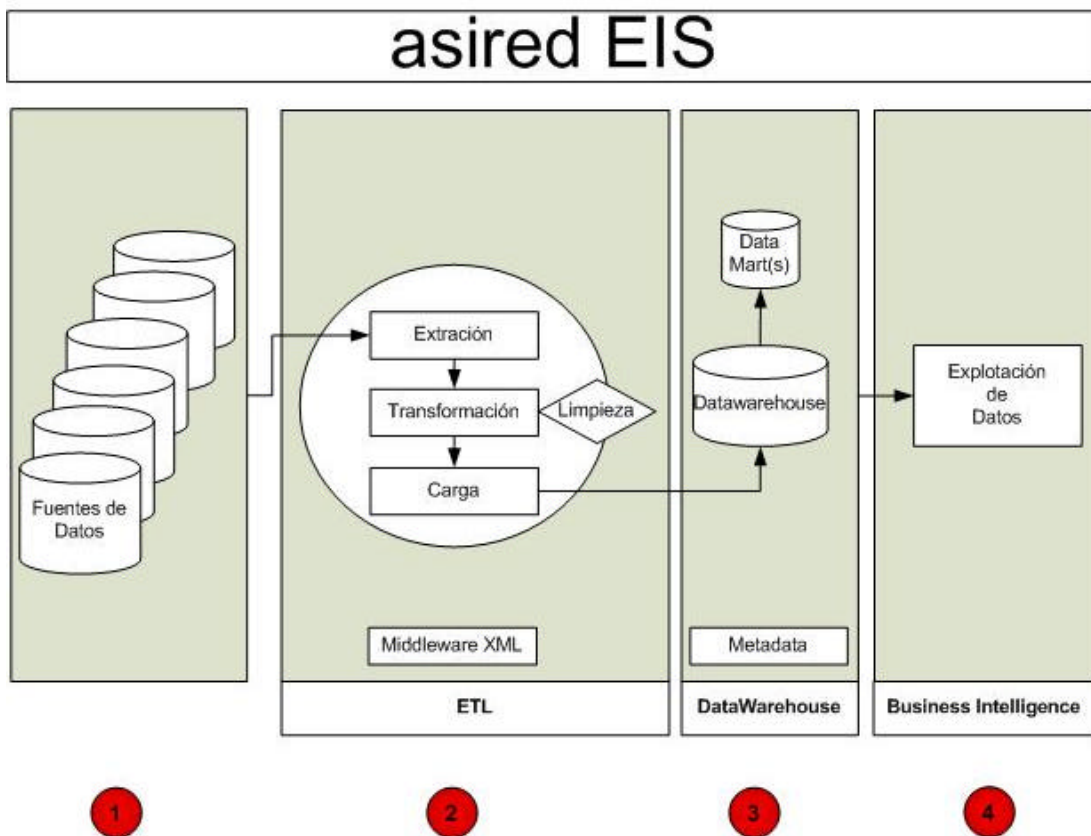 asired EIS
Fuentes de
Datos
Extración
Transformación
Limpieza
Carga
Middleware XML
ETL
Data
Mart(s)
Datawarehouse
Metadata
DataWarehouse
Explotación
de
Datos
Business Intelligence
1
2
3
4